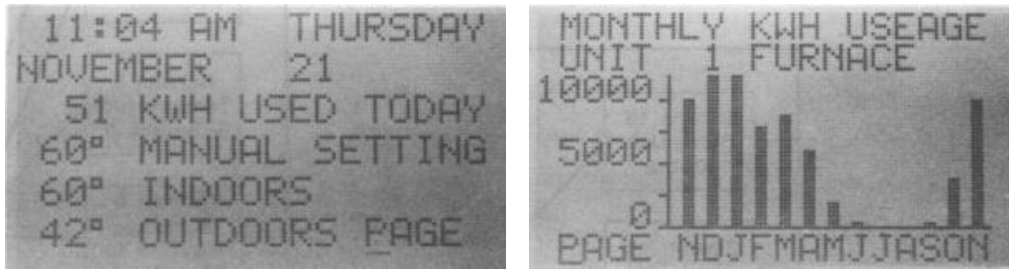 11:04 AM THURSDAY
NOVEMBER 21
51 KWH USED TODAY
60° MANUAL SETTING
60° INDOORS
42° OUTDOORS PAGE
MONTHLY KWH USEAGE
UNIT 1 FURNACE
10000
5000
0
PAGE NDJFMAMJJASON